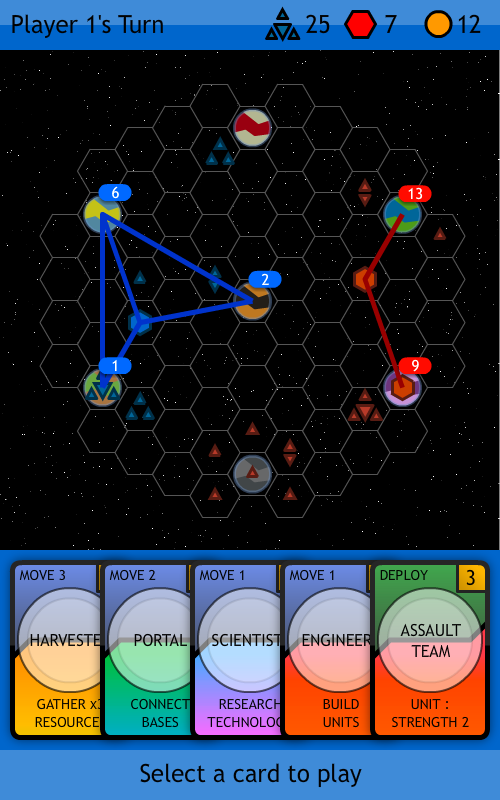 Player 1's Turn 25 7 12
6
13
2
1
9
MOVE 3
HARVESTE
GATHER x3
RESOURCE
MOVE 2
PORTAL
CONNECT
BASES
MOVE 1
SCIENTIST
RESEARCH
TECHNOLOG
MOVE 1
ENGINEER
BUILD
UNITS
DEPLOY 3
ASSAULT
TEAM
UNIT :
STRENGTH 2
Select a card to play